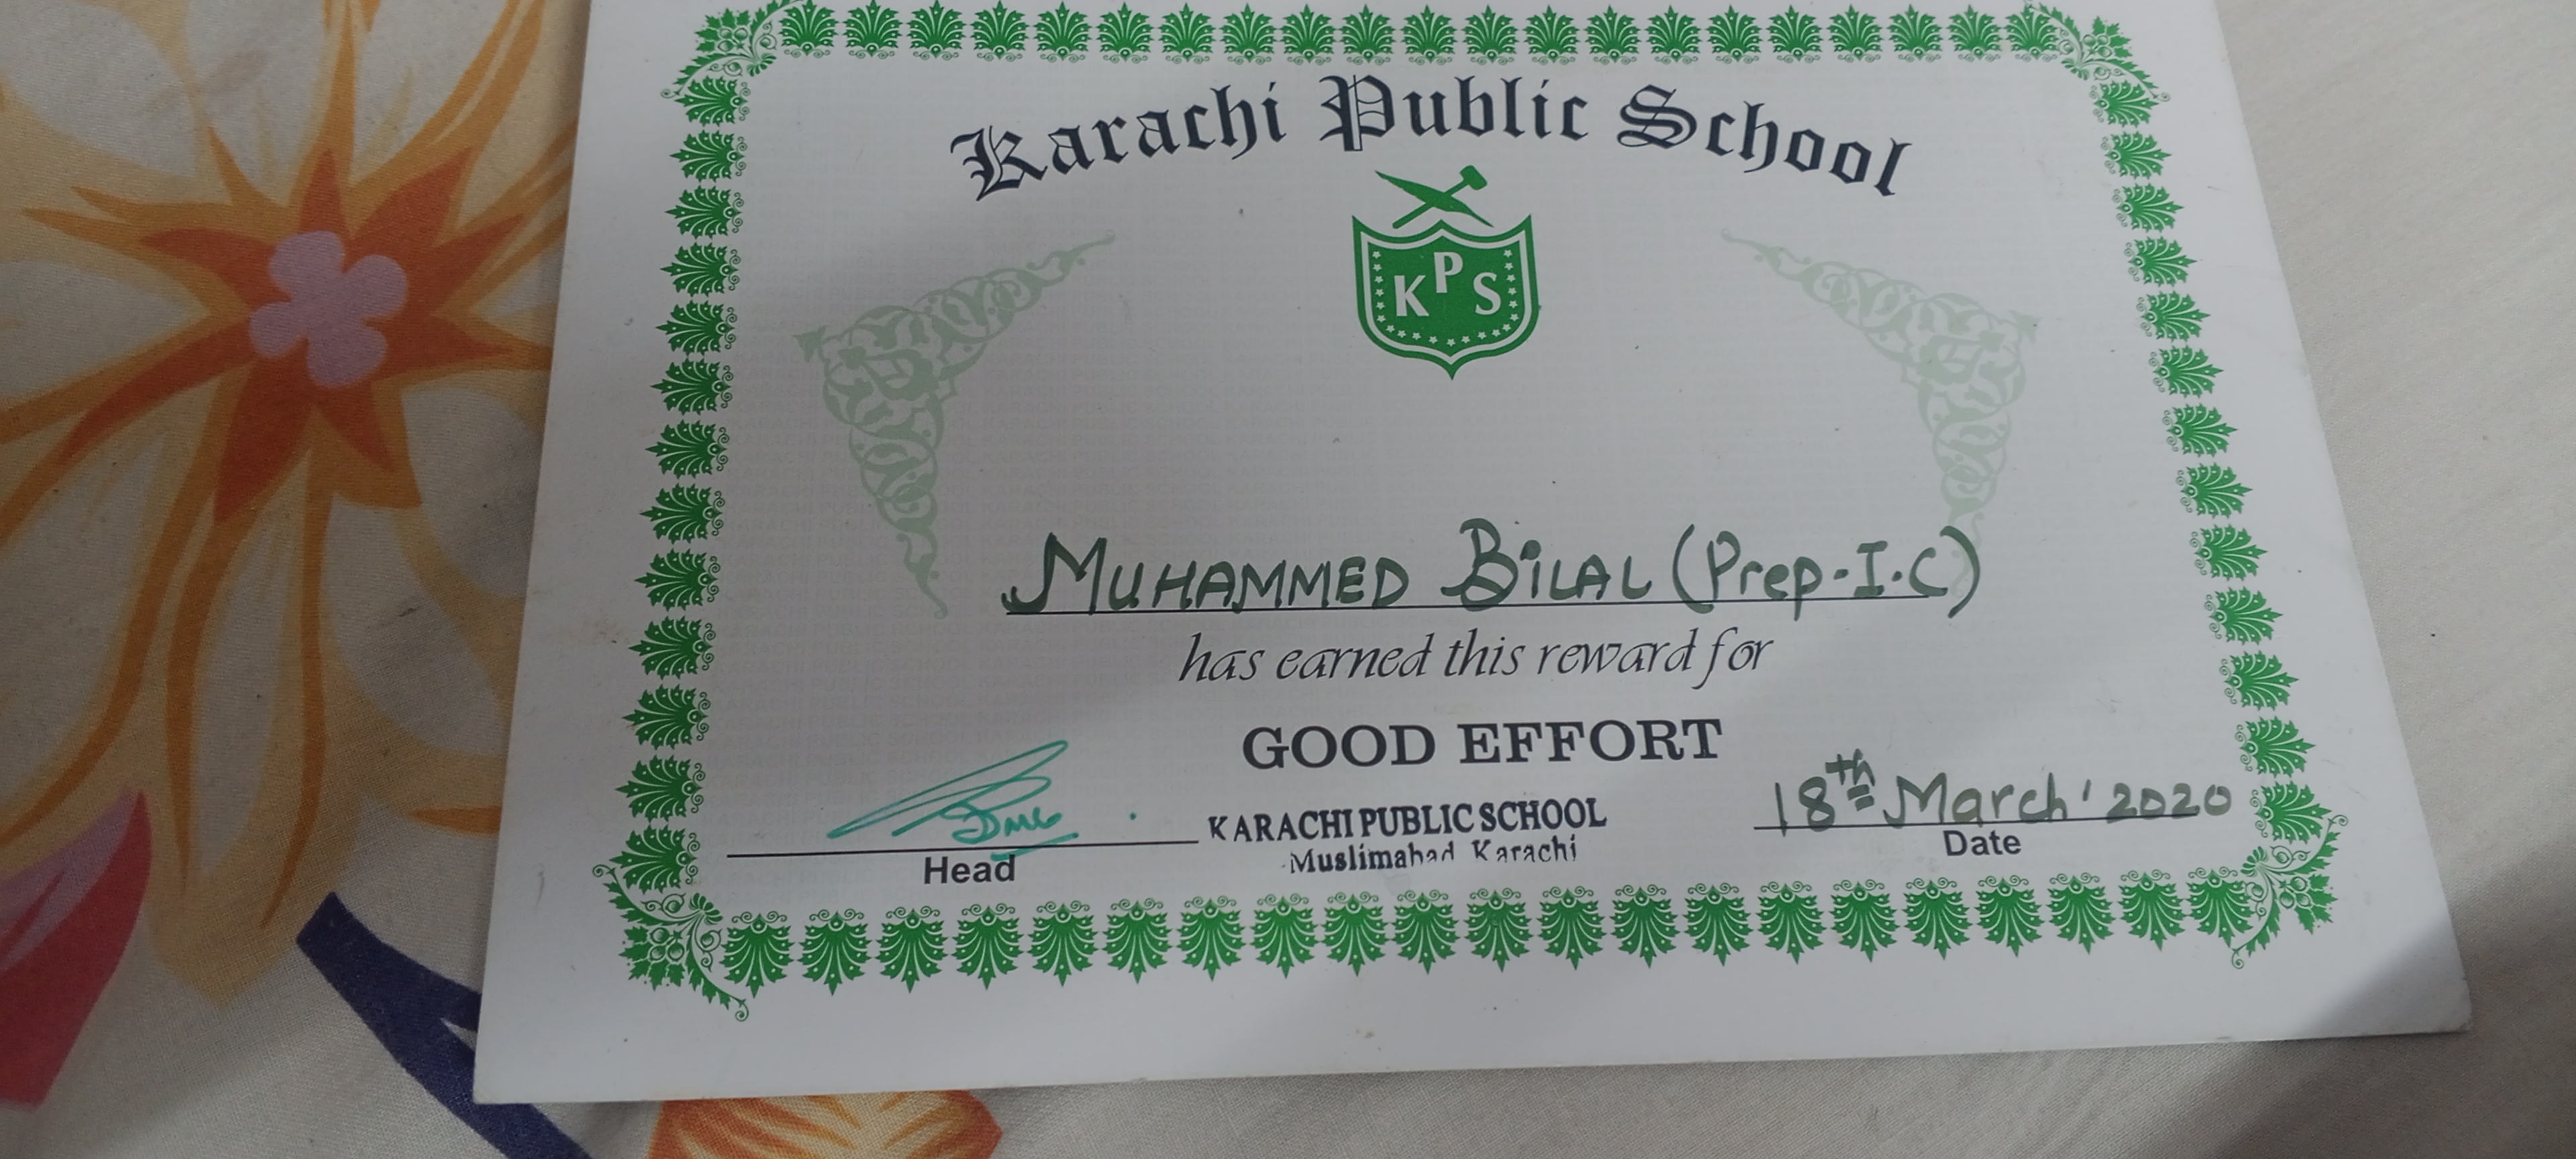 Karachi Public School
KPS
MUHAMMED BILAL (Prep-I.C)
has earned this reward for
GOOD EFFORT
18th March' 2020
KARACHI PUBLIC SCHOOL
Muslimabad Karachi
Head
Date